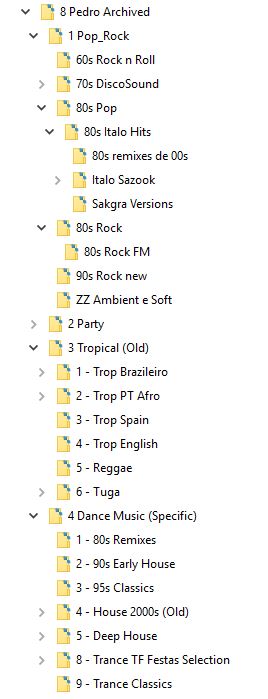 8 Pedro Archived
1 Pop_Rock
60s Rock n Roll
70s DiscoSound
80s Pop
80s Italo Hits
80s remixes de 00s
Italo Sazook
Sakgra Versions
80s Rock
80s Rock FM
90s Rock new
ZZ Ambient e Soft
2 Party
3 Tropical (Old)
1 - Trop Brazileiro
2 - Trop PT Afro
3 - Trop Spain
4 - Trop English
5 - Reggae
6 - Tuga
4 Dance Music (Specific)
1 - 80s Remixes
2 - 90s Early House
3 - 95s Classics
4 - House 2000s (Old)
5 - Deep House
8 - Trance TF Festas Selection
9 - Trance Classics